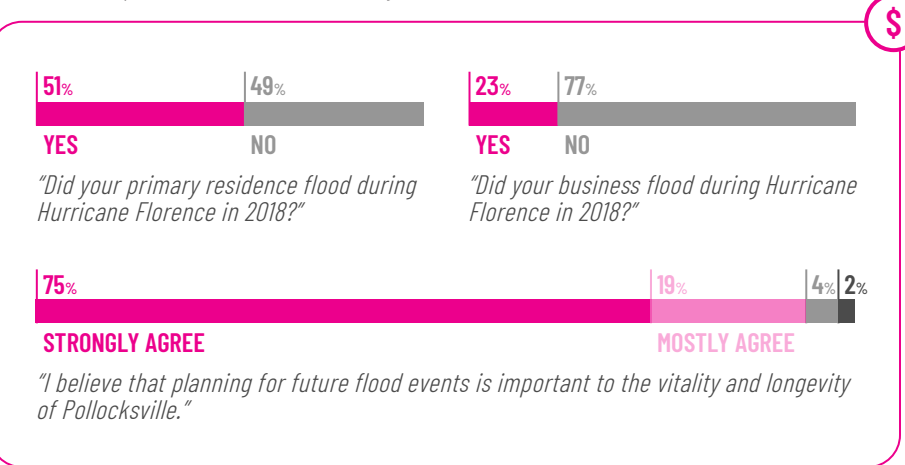 $
51% 49%
YES NO
"Did your primary residence flood during
Hurricane Florence in 2018?"
23% 77%
YES NO
"Did your business flood during Hurricane
Florence in 2018?"
75% 19% 4% 2%
STRONGLY AGREE MOSTLY AGREE
"I believe that planning for future flood events is important to the vitality and longevity
of Pollocksville."